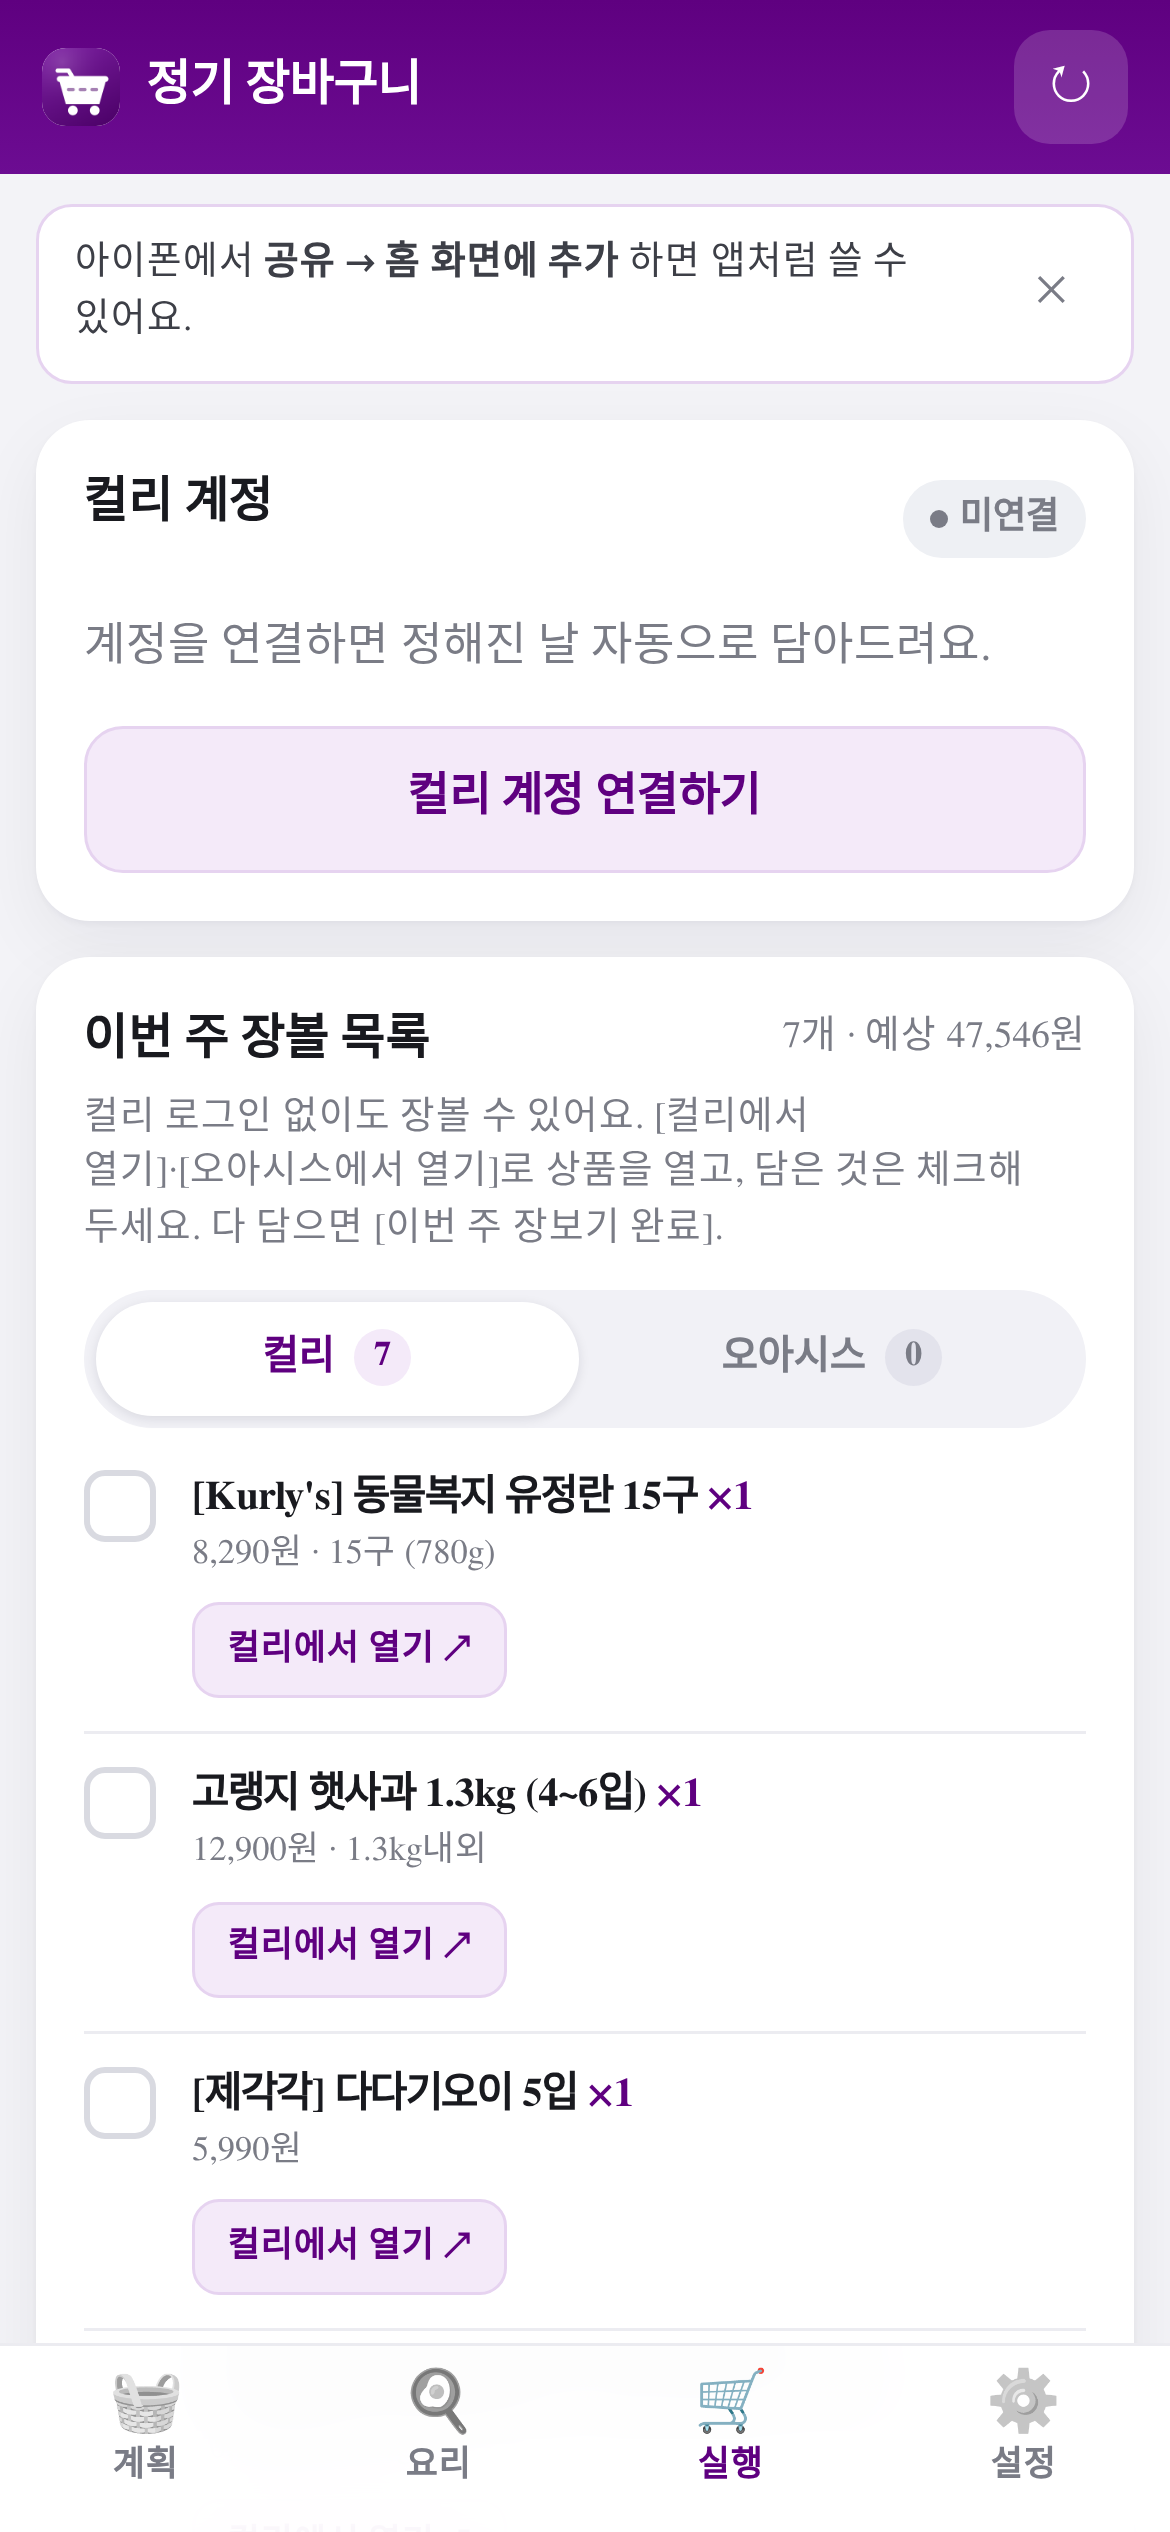 정기 장바구니
아이폰에서 공유 → 홈 화면에 추가 하면 앱처럼 쓸 수
있어요.
컬리 계정
미연결
계정을 연결하면 정해진 날 자동으로 담아드려요.
컬리 계정 연결하기
이번 주 장볼 목록
7개 · 예상 47,546원
컬리 로그인 없이도 장볼 수 있어요. [컬리에서
열기]·[오아시스에서 열기]로 상품을 열고, 담은 것은 체크해
두세요. 다 담으면 [이번 주 장보기 완료].
컬리 7
오아시스 0
[Kurly's] 동물복지 유정란 15구 ×1
8,290원 · 15구 (780g)
컬리에서 열기 ↗
고랭지 햇사과 1.3kg (4~6입) ×1
12,900원 · 1.3kg내외
컬리에서 열기 ↗
[제각각] 다다기오이 5입 ×1
5,990원
컬리에서 열기 ↗
계획
요리
실행
설정